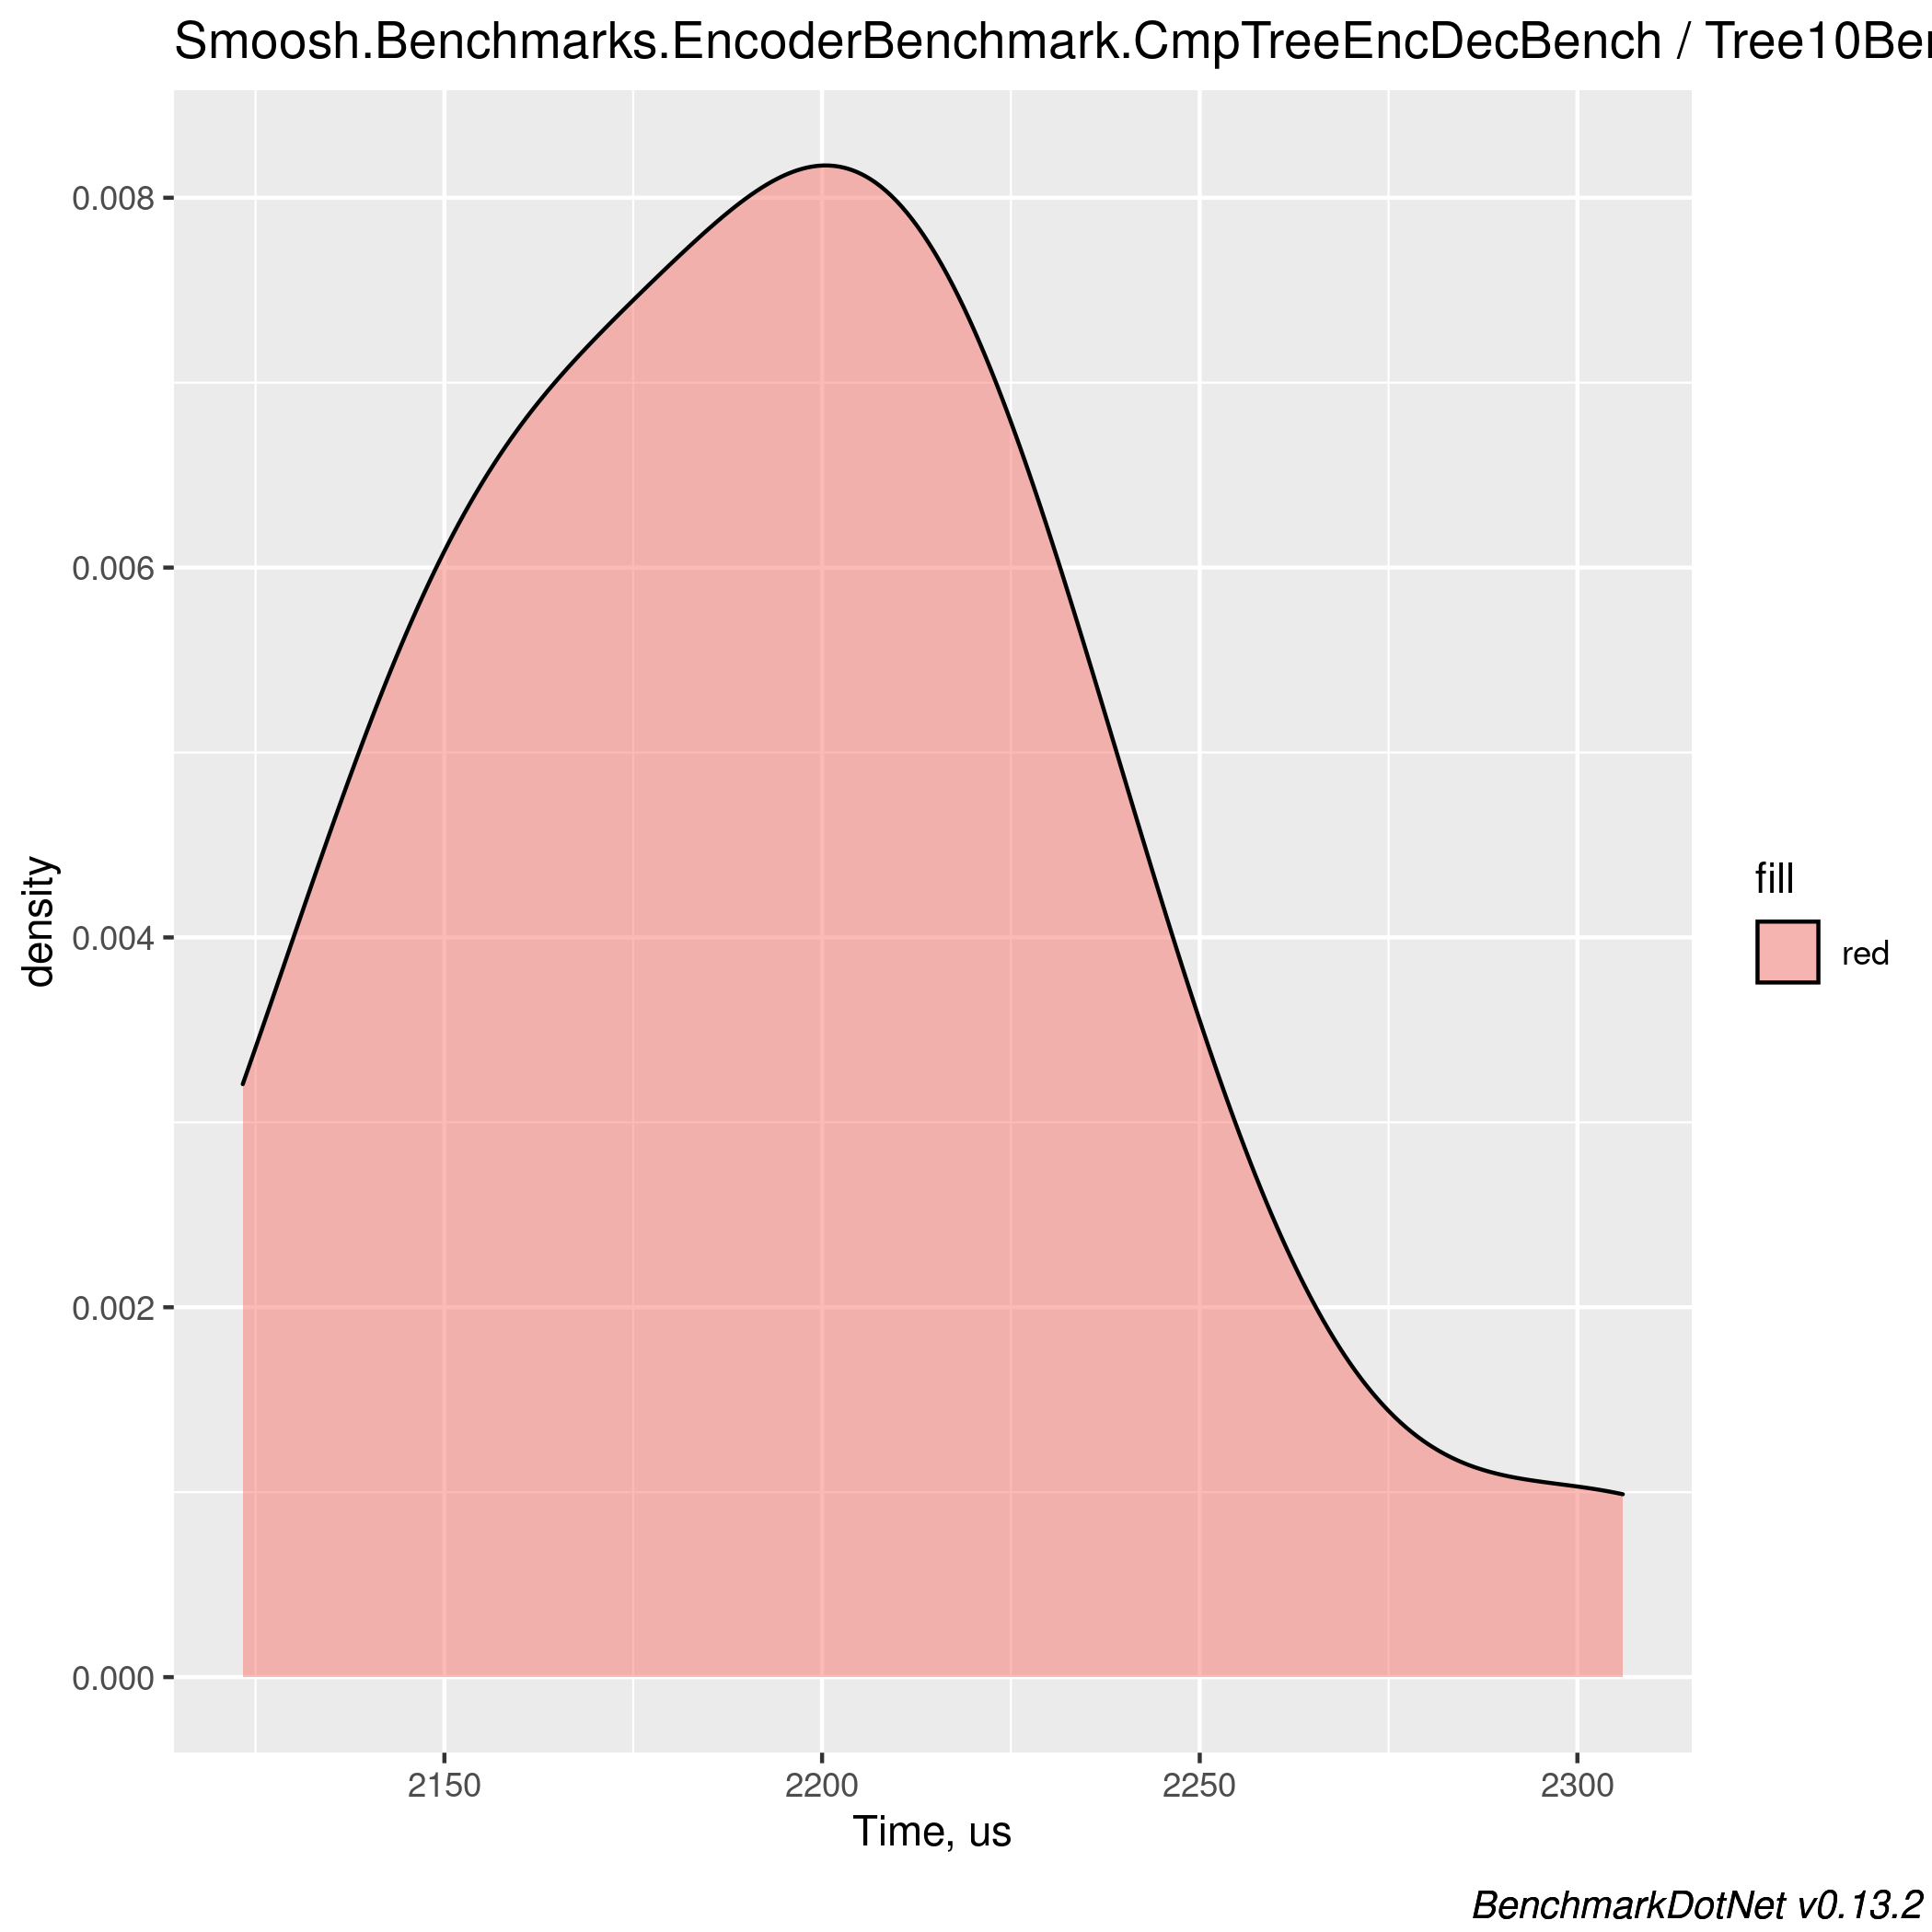 Smoosh.Benchmarks.EncoderBenchmark.CmpTreeEncDecBench / Tree10Be
0.008
0.006
0.004
0.002
0.000
density
2150 2200 2250 2300
Time, us
fill
red
BenchmarkDotNet v0.13.2